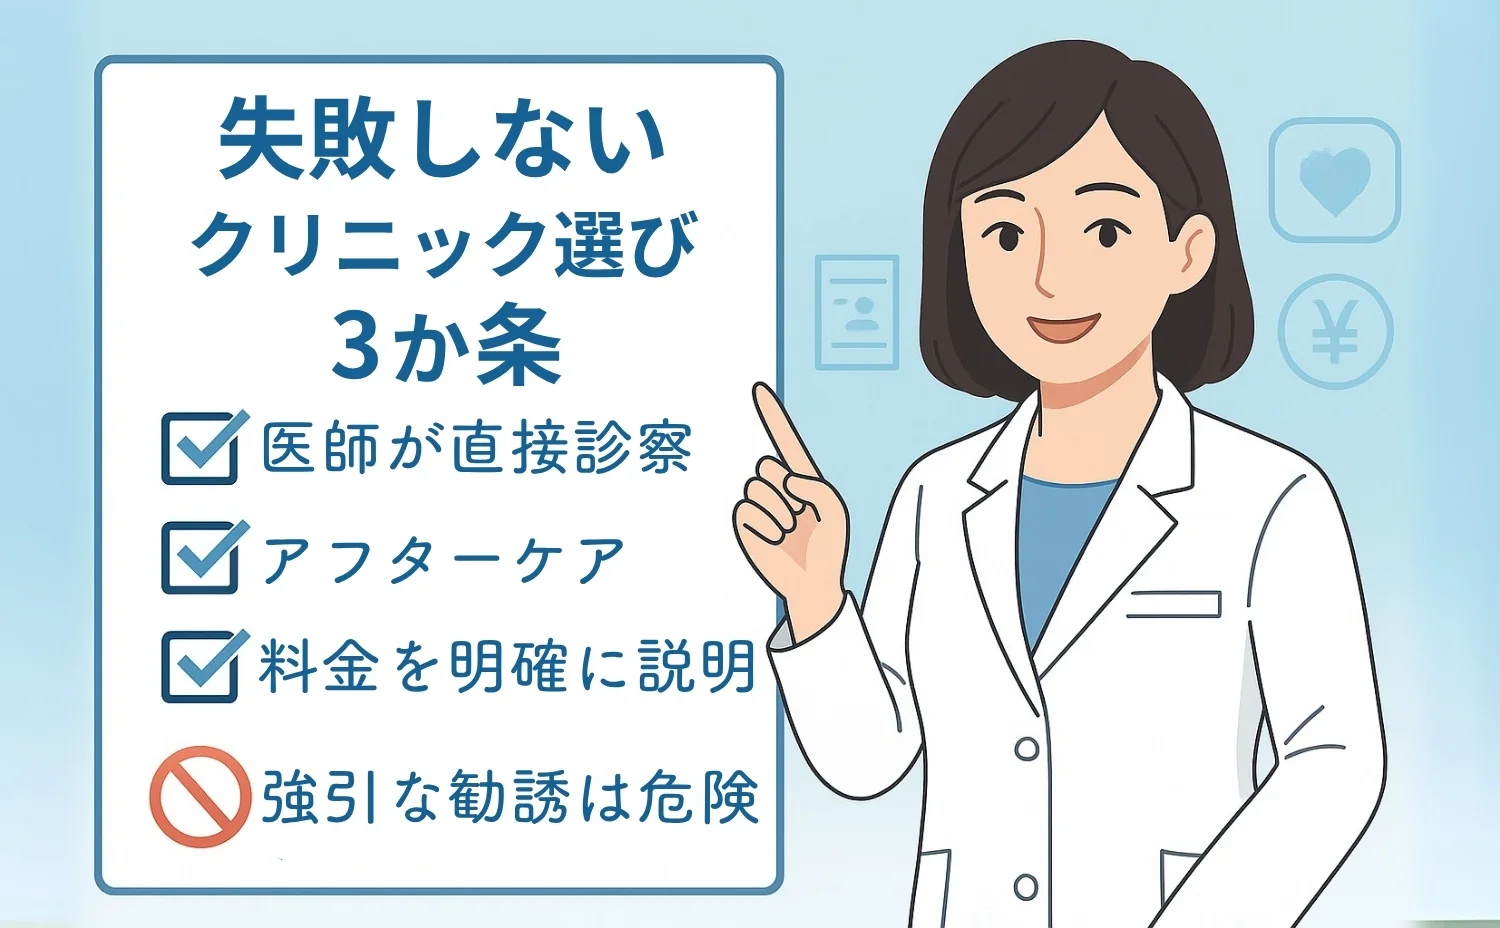 失敗しない
クリニック選び
3か条
医師が直接診察
アフターケア
料金を明確に説明
強引な勧誘は危険
¥